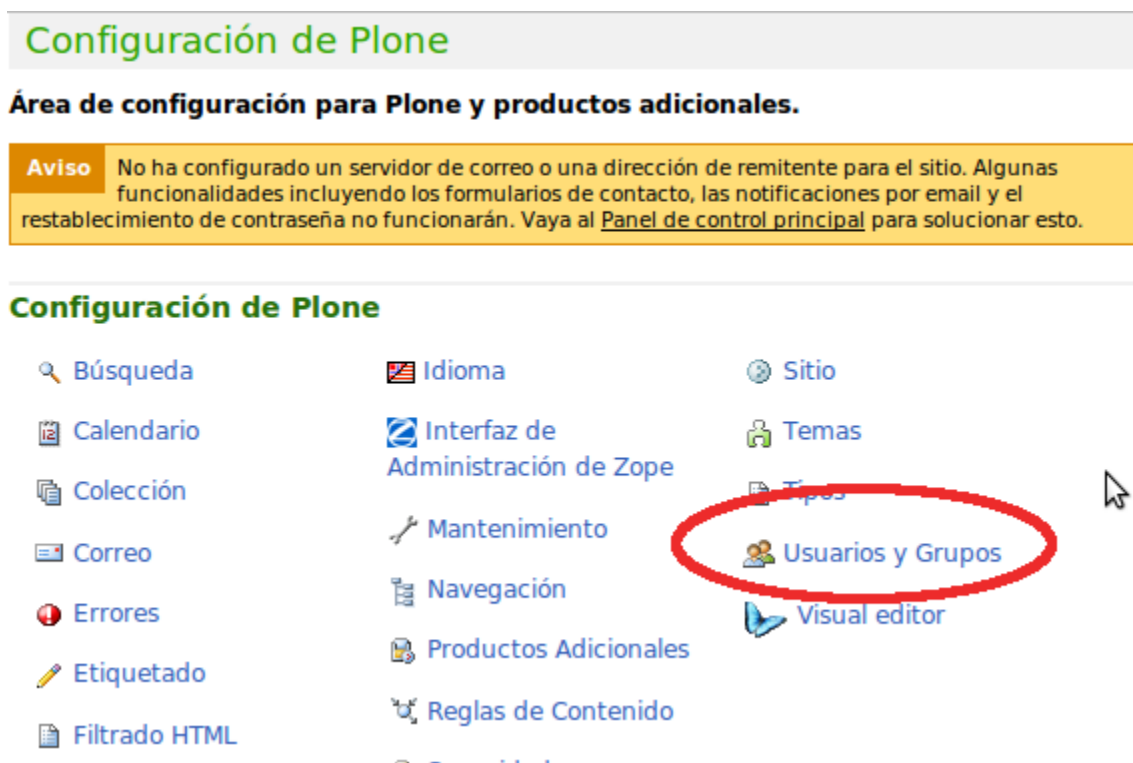 Configuración de Plone
Área de configuración para Plone y productos adicionales.
Aviso No ha configurado un servidor de correo o una dirección de remitente para el sitio. Algunas
funcionalidades incluyendo los formularios de contacto, las notificaciones por email y el
restablecimiento de contraseña no funcionarán. Vaya al Panel de control principal para solucionar esto.
Configuración de Plone
Búsqueda
Calendario
Colección
Correo
Errores
Etiquetado
Filtrado HTML
Idioma
Interfaz de
Administración de Zope
Mantenimiento
Navegación
Productos Adicionales
Reglas de Contenido
Sitio
Temas
Tipos
Usuarios y Grupos
Visual editor